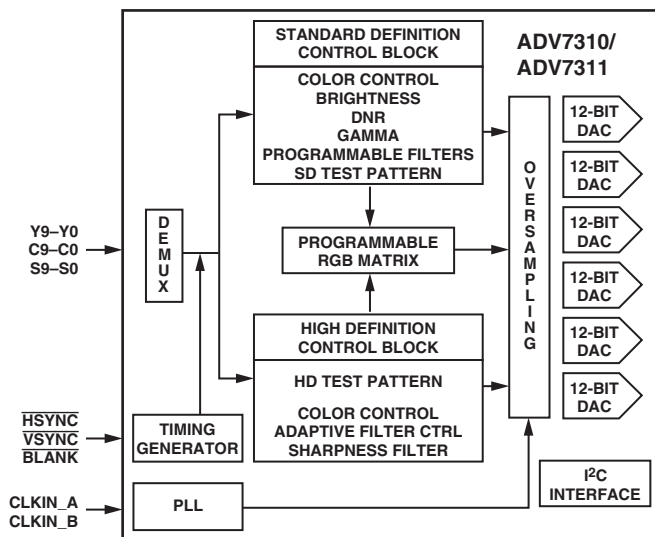 STANDARD DEFINITION
CONTROL BLOCK
COLOR CONTROL
BRIGHTNESS
DNR
GAMMA
PROGRAMMABLE FILTERS
SD TEST PATTERN
ADV7310/
ADV7311
Y9–Y0
C9–C0
S9–S0
DEMUX
PROGRAMMABLE
RGB MATRIX
HIGH DEFINITION
CONTROL BLOCK
HD TEST PATTERN
COLOR CONTROL
ADAPTIVE FILTER CTRL
SHARPNESS FILTER
OVERSAMPLING
12-BIT
DAC
12-BIT
DAC
12-BIT
DAC
12-BIT
DAC
12-BIT
DAC
12-BIT
DAC
HSYNC
VSYNC
BLANK
TIMING
GENERATOR
CLKIN_A
CLKIN_B
PLL
I²C
INTERFACE